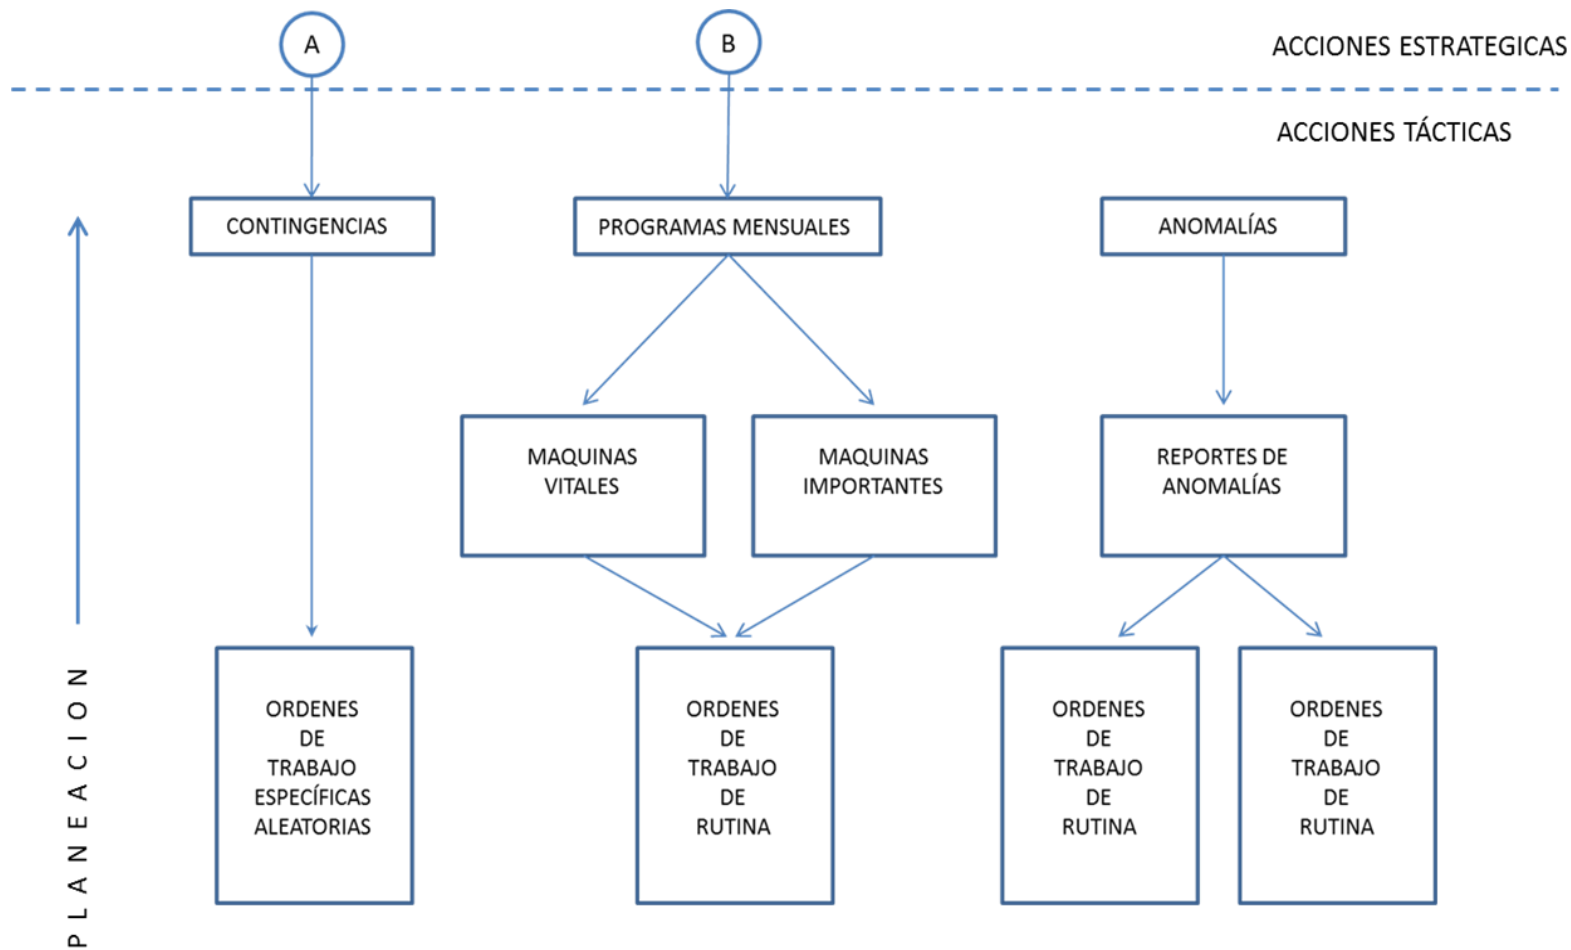 A
B
ACCIONES ESTRATEGICAS
ACCIONES TÁCTICAS
CONTINGENCIAS
PROGRAMAS MENSUALES
ANOMALÍAS
MAQUINAS
VITALES
MAQUINAS
IMPORTANTES
REPORTES DE
ANOMALÍAS
ORDENES
DE
TRABAJO
ESPECÍFICAS
ALEATORIAS
ORDENES
DE
TRABAJO
DE
RUTINA
ORDENES
DE
TRABAJO
DE
RUTINA
ORDENES
DE
TRABAJO
DE
RUTINA
PLANEACION